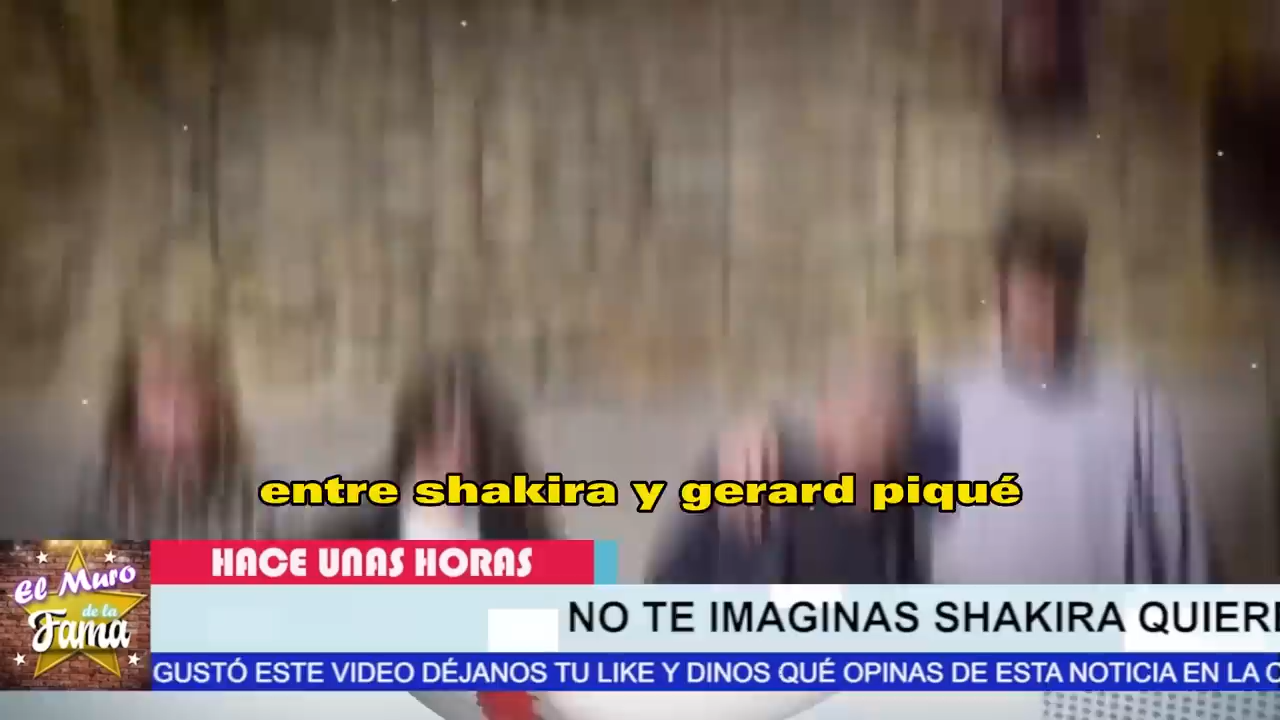 entre shakira y gerard piqué
HACE UNAS HORAS
El Muro
de la
Fama
NO TE IMAGINAS SHAKIRA QUIERE
GUSTÓ ESTE VIDEO DÉJANOS TU LIKE Y DINOS QUÉ OPINAS DE ESTA NOTICIA EN LA